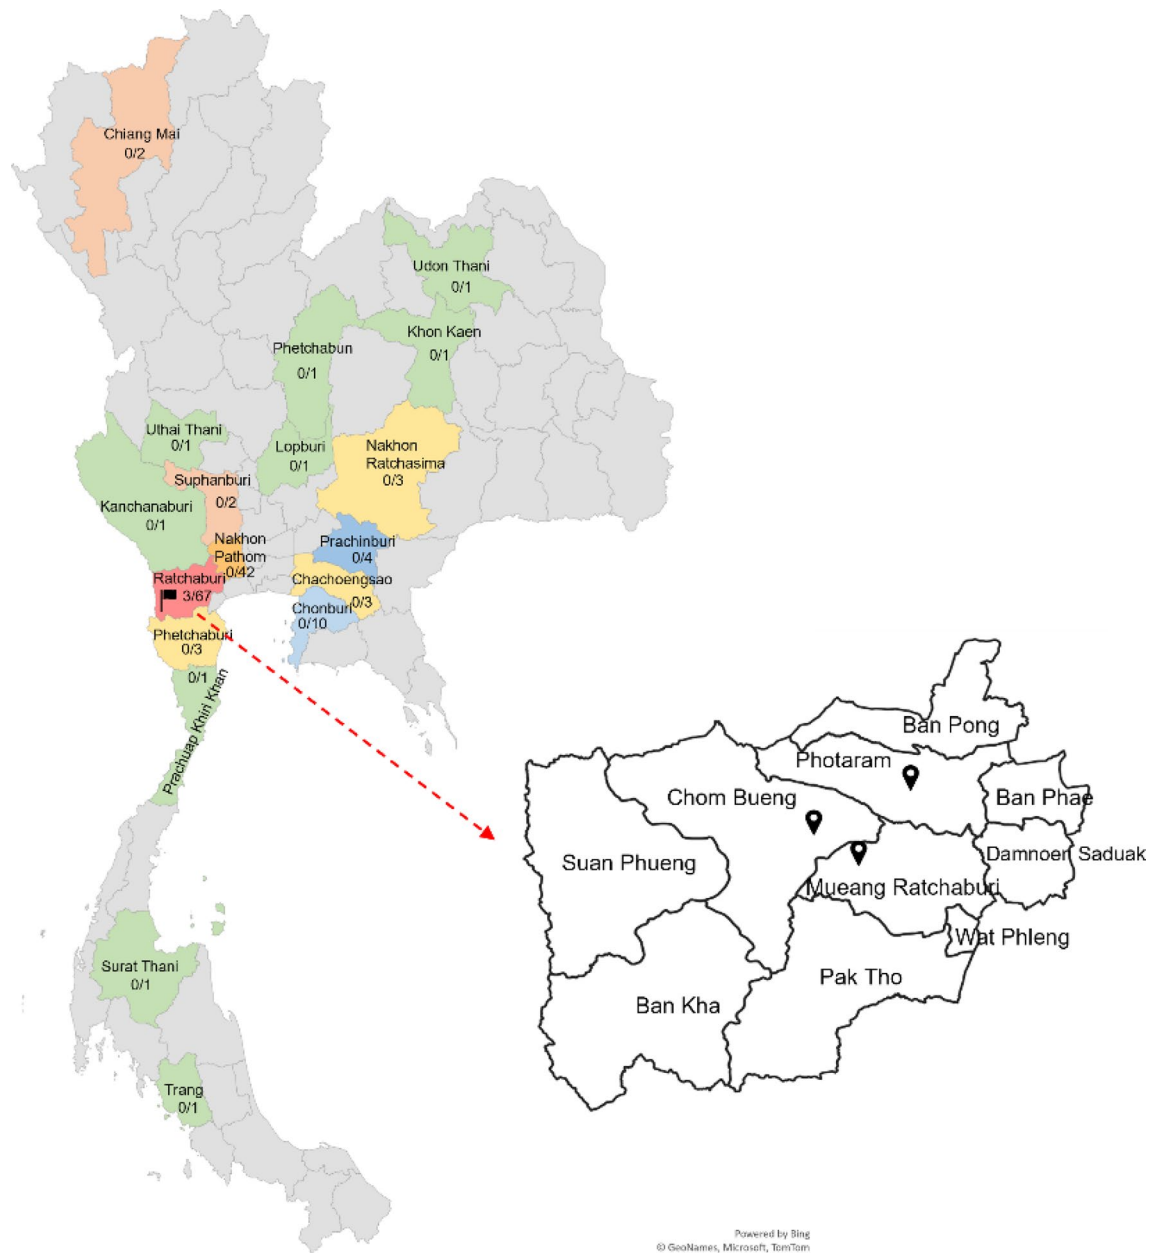 Chiang Mai
0/2
Udon Thani
0/1
Khon Kaen
0/1
Phetchabun
0/1
Uthai Thani
0/1
Lopburi
0/1
Nakhon
Ratchasima
0/3
Suphanburi
0/2
Kanchanaburi
0/1
Nakhon
Pathom
0/42
Prachinburi
0/4
Ratchaburi
3/67
Chachoengsao
0/3
Chonburi
0/10
Phetchaburi
0/3
0/1
Prachuap Khiri Khan
Surat Thani
0/1
Trang
0/1
Ban Pong
Photaram
Chom Bueng
Ban Phae
Suan Phueng
Damnoen Saduak
Mueang Ratchaburi
Wat Phleng
Pak Tho
Ban Kha
Powered by Bing
© GeoNames, Microsoft, TomTom